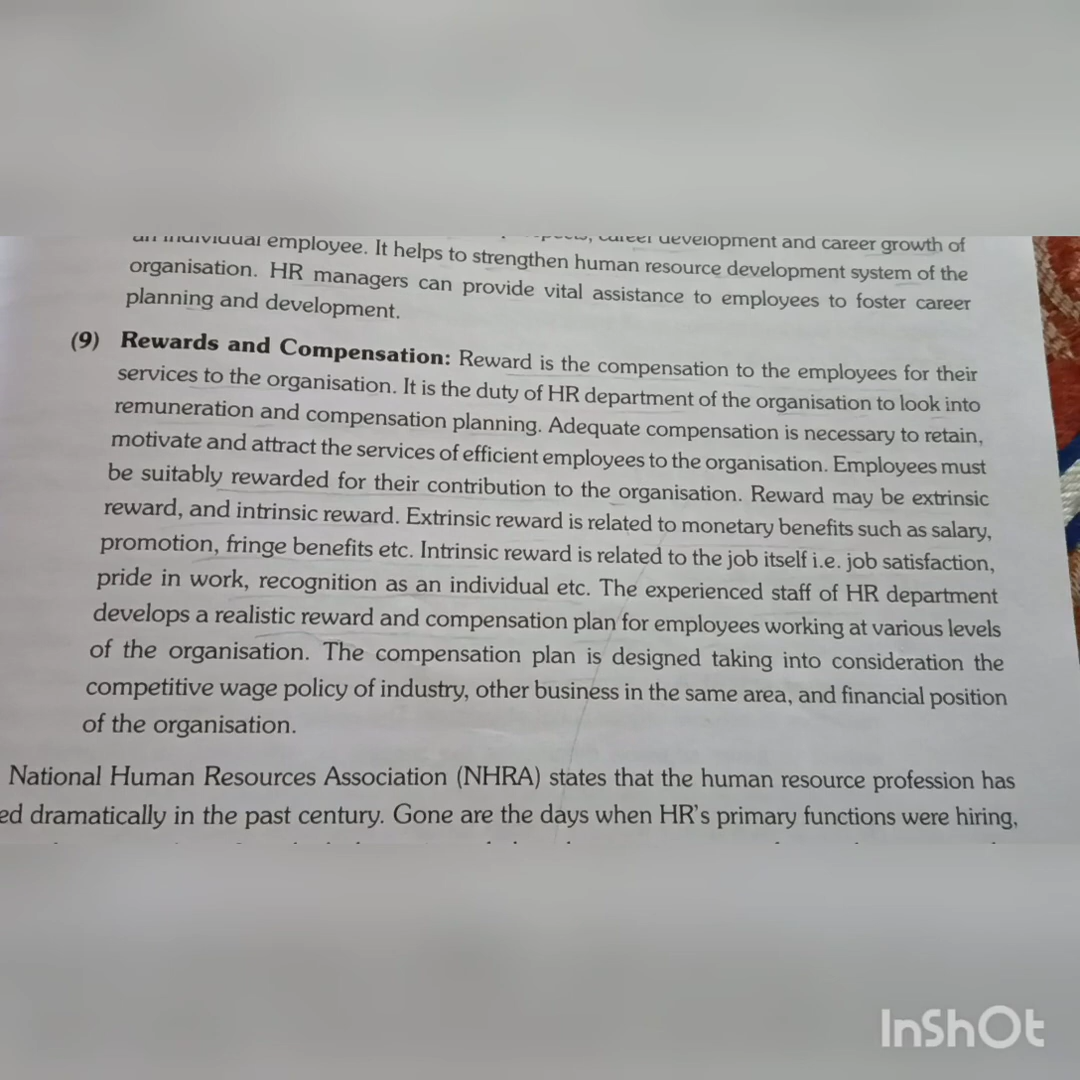 an individual employee. It helps to strengthen human resource development system of the
career development and career growth of
organisation. HR managers can provide vital assistance to employees to foster career
planning and development.
(9) Rewards and Compensation: Reward is the compensation to the employees for their
services to the organisation. It is the duty of HR department of the organisation to look into
remuneration and compensation planning. Adequate compensation is necessary to retain,
motivate and attract the services of efficient employees to the organisation. Employees must
be suitably rewarded for their contribution to the organisation. Reward may be extrinsic
reward, and intrinsic reward. Extrinsic reward is related to monetary benefits such as salary,
promotion, fringe benefits etc. Intrinsic reward is related to the job itself i.e. job satisfaction,
pride in work, recognition as an individual etc. The experienced staff of HR department
develops a realistic reward and compensation plan for employees working at various levels
of the organisation. The compensation plan is designed taking into consideration the
competitive wage policy of industry, other business in the same area, and financial position
of the organisation.
National Human Resources Association (NHRA) states that the human resource profession has
ed dramatically in the past century. Gone are the days when HR's primary functions were hiring,
InShOt